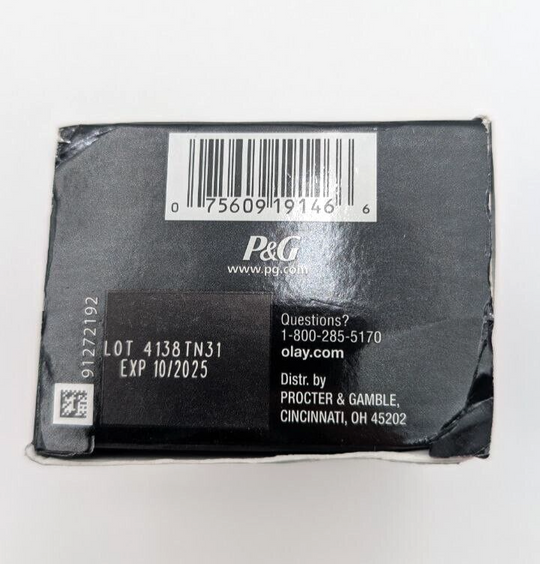 0 75609 19146 6
P&G
www.pg.com
91272192
LOT 4138TN31
EXP 10/2025
Questions?
1-800-285-5170
olay.com
Distr. by
PROCTER & GAMBLE,
CINCINNATI, OH 45202